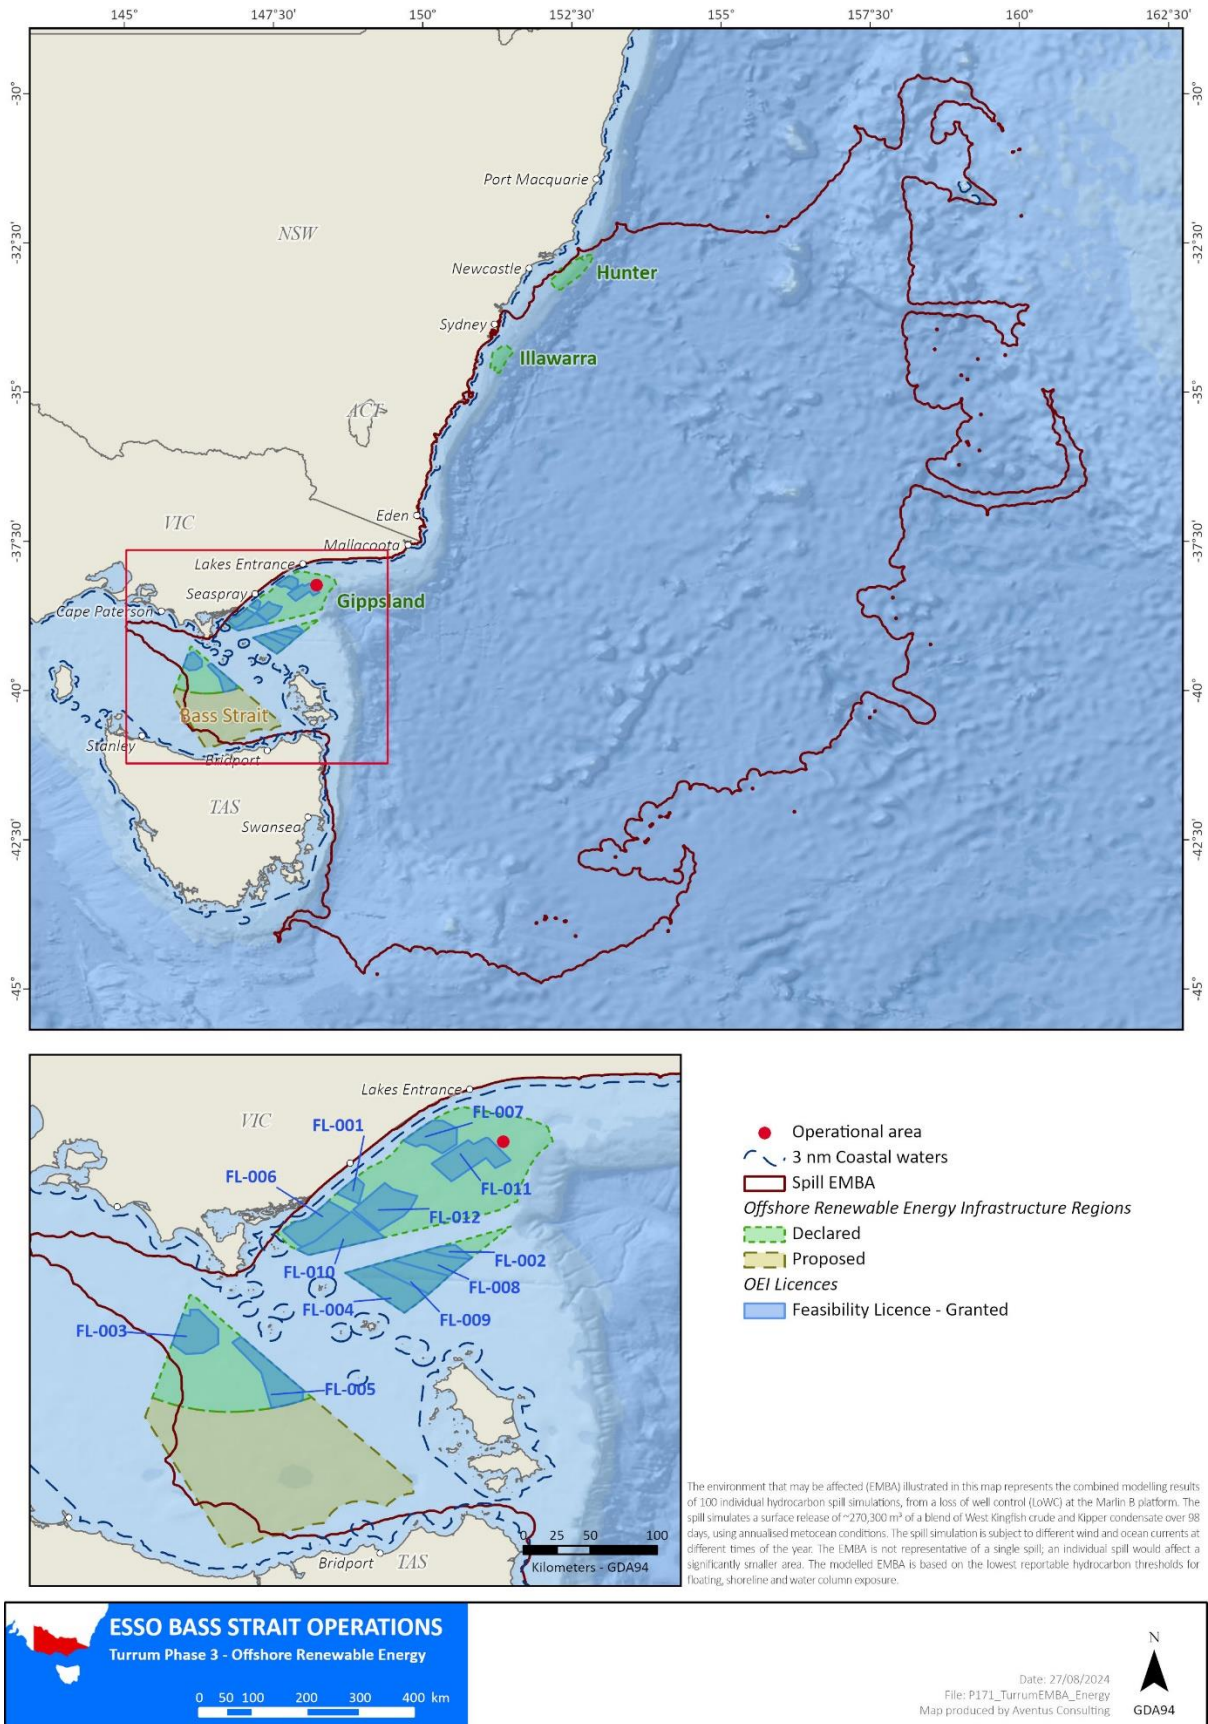 145° 147°30' 150° 152°30' 155° 157°30' 160° 162°30'
-30° -30°
Port Macquarie
NSW
-32°30' -32°30'
Newcastle
Hunter
Sydney
Illawarra
-35° -35°
ACT
Eden
VIC
Mallacoota
-37°30' -37°30'
Lakes Entrance
Seaspray
Gippsland
Cape Paterson
-40° -40°
Bass Strait
Stanley
Bridport
TAS
Swansea
-42°30' -42°30'
-45° -45°
Lakes Entrance
VIC
FL-001
FL-007
FL-006
FL-011
FL-012
FL-010
FL-002
FL-008
FL-004
FL-009
FL-003
FL-005
Bridport
TAS
0 25 50 100
Kilometers - GDA94
Operational area
3 nm Coastal waters
Spill EMBA
Offshore Renewable Energy Infrastructure Regions
Declared
Proposed
OEI Licences
Feasibility Licence - Granted
The environment that may be affected (EMBA) illustrated in this map represents the combined modelling results
of 100 individual hydrocarbon spill simulations, from a loss of well control (LoWC) at the Marlin B platform. The
spill simulates a surface release of ~270,300 m³ of a blend of West Kingfish crude and Kipper condensate over 98
days, using annualised metocean conditions. The spill simulation is subject to different wind and ocean currents at
different times of the year. The EMBA is not representative of a single spill; an individual spill would affect a
significantly smaller area. The modelled EMBA is based on the lowest reportable hydrocarbon thresholds for
floating, shoreline and water column exposure.
ESSO BASS STRAIT OPERATIONS
Turrum Phase 3 - Offshore Renewable Energy
0 50 100 200 300 400 km
Date: 27/08/2024
File: P171_TurrumEMBA_Energy
Map produced by Aventus Consulting
N
GDA94